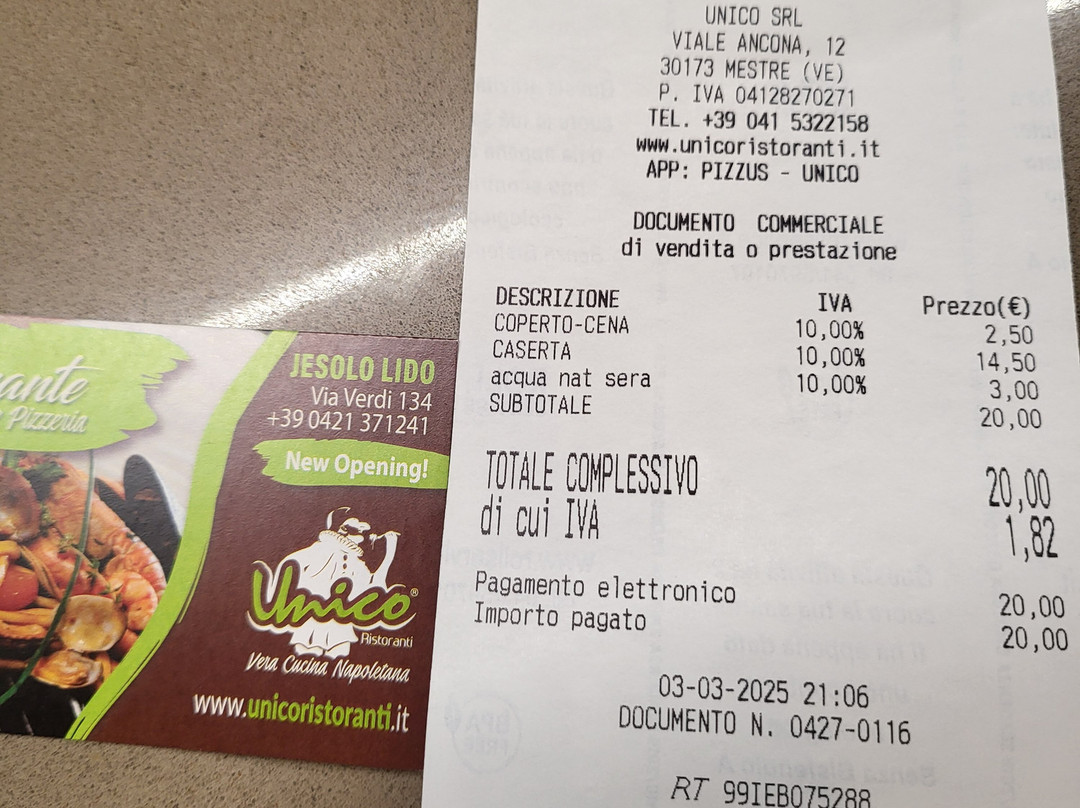 UNICO SRL
VIALE ANCONA, 12
30173 MESTRE (VE)
P. IVA 04128270271
TEL. +39 041 5322158
www.unicoristoranti.it
APP: PIZZUS - UNICO
DOCUMENTO COMMERCIALE
di vendita o prestazione
DESCRIZIONE IVA Prezzo(€)
COPERTO-CENA 10,00% 2,50
CASERTA 10,00% 14,50
acqua nat sera 10,00% 3,00
SUBTOTALE 20,00
TOTALE COMPLESSIVO 20,00
di cui IVA 1,82
Pagamento elettronico 20,00
Importo pagato 20,00
03-03-2025 21:06
DOCUMENTO N. 0427-0116
RT 99IEB075288
Pizzeria
JESOLO LIDO
Via Verdi 134
+39 0421 371241
New Opening!
Unico®
Ristoranti
Vera Cucina Napoletana
www.unicoristoranti.it